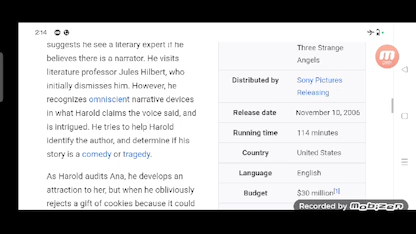 2:14
suggests he see a literary expert if he
believes there is a narrator. He visits
literature professor Jules Hilbert, who
initially dismisses him. However, he
recognizes omniscient narrative devices
in what Harold claims the voice said, and
is intrigued. He tries to help Harold
identify the author, and determine if his
story is a comedy or tragedy.
As Harold audits Ana, he develops an
attraction to her, but when he obliviously
rejects a gift of cookies because it could
Three Strange
Angels
Distributed by Sony Pictures
Releasing
Release date November 10, 2006
Running time 114 minutes
Country United States
Language English
Budget $30 million[1]
Recorded by Mobizen